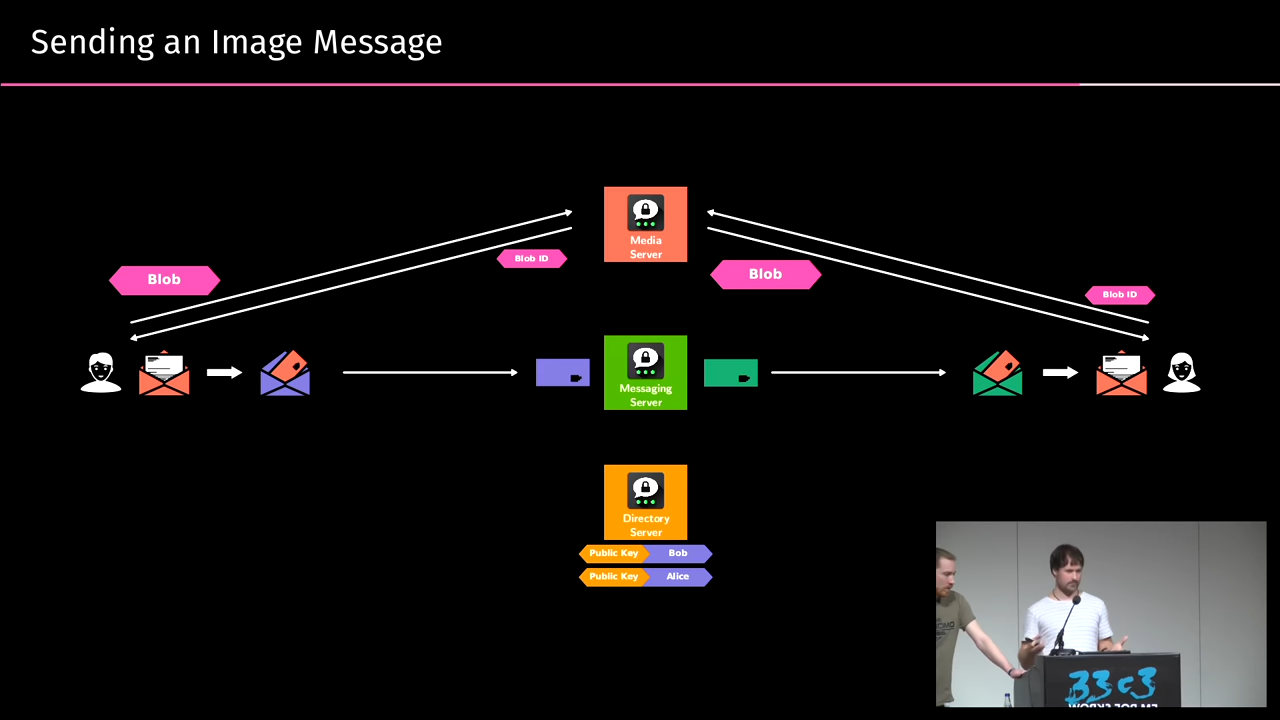 Sending an Image Message
Media
Server
Blob ID
Blob
Blob
Blob ID
Messaging
Server
Directory
Server
Public Key Bob
Public Key Alice
33c3